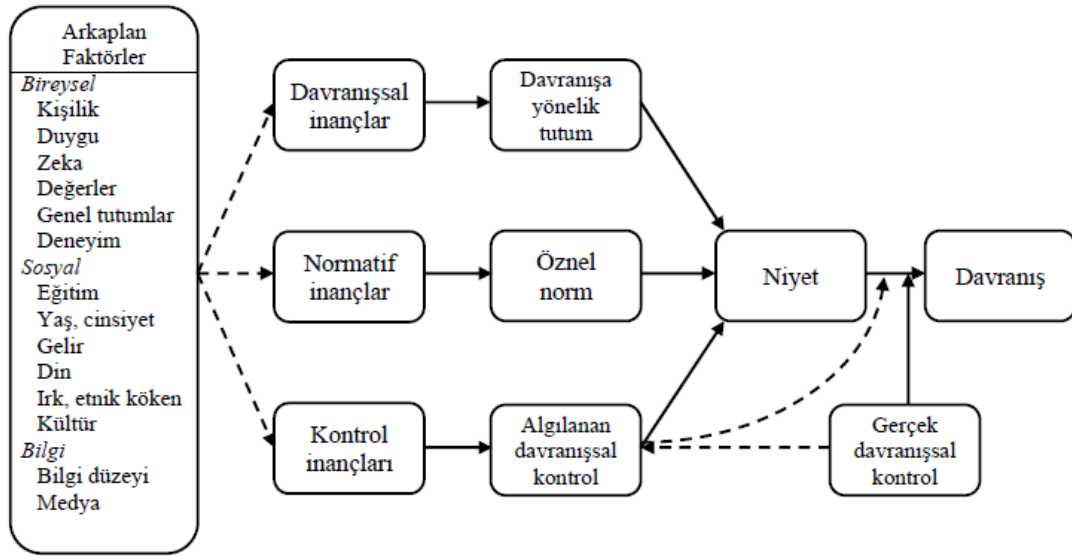 Arkaplan
Faktörler
Bireysel
Kişilik
Duygu
Zeka
Değerler
Genel tutumlar
Deneyim
Sosyal
Eğitim
Yaş, cinsiyet
Gelir
Din
Irk, etnik köken
Kültür
Bilgi
Bilgi düzeyi
Medya
Davranışsal
inançlar
Davranışa
yönelik
tutum
Normatif
inançlar
Öznel
norm
Niyet
Davranış
Kontrol
inançları
Algılanan
davranışsal
kontrol
Gerçek
davranışsal
kontrol